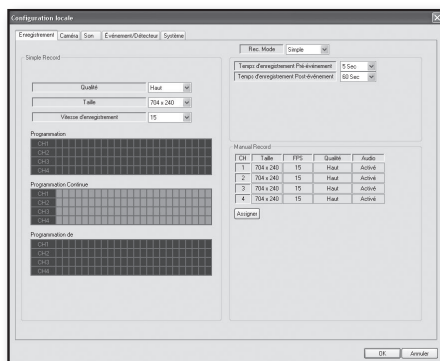 Configuration locale
Enregistrement Caméra Son Événement/Détecteur Système
Rec. Mode Simple
Simple Record
Qualité Haut
Taille 704 x 240
Vitesse d'enregistrement 15
Programmation
CH1
CH2
CH3
CH4
Programmation Continue
CH1
CH2
CH3
CH4
Programmation de
CH1
CH2
CH3
CH4
Temps d'enregistrement Pré-événement 5 Sec
Temps d'enregistrement Post-événement 60 Sec
Manual Record
CH Taille FPS Qualité Audio
1 704 x 240 15 Haut Activé
2 704 x 240 15 Haut Activé
3 704 x 240 15 Haut Activé
4 704 x 240 15 Haut Activé
Assigner
OK Annuler